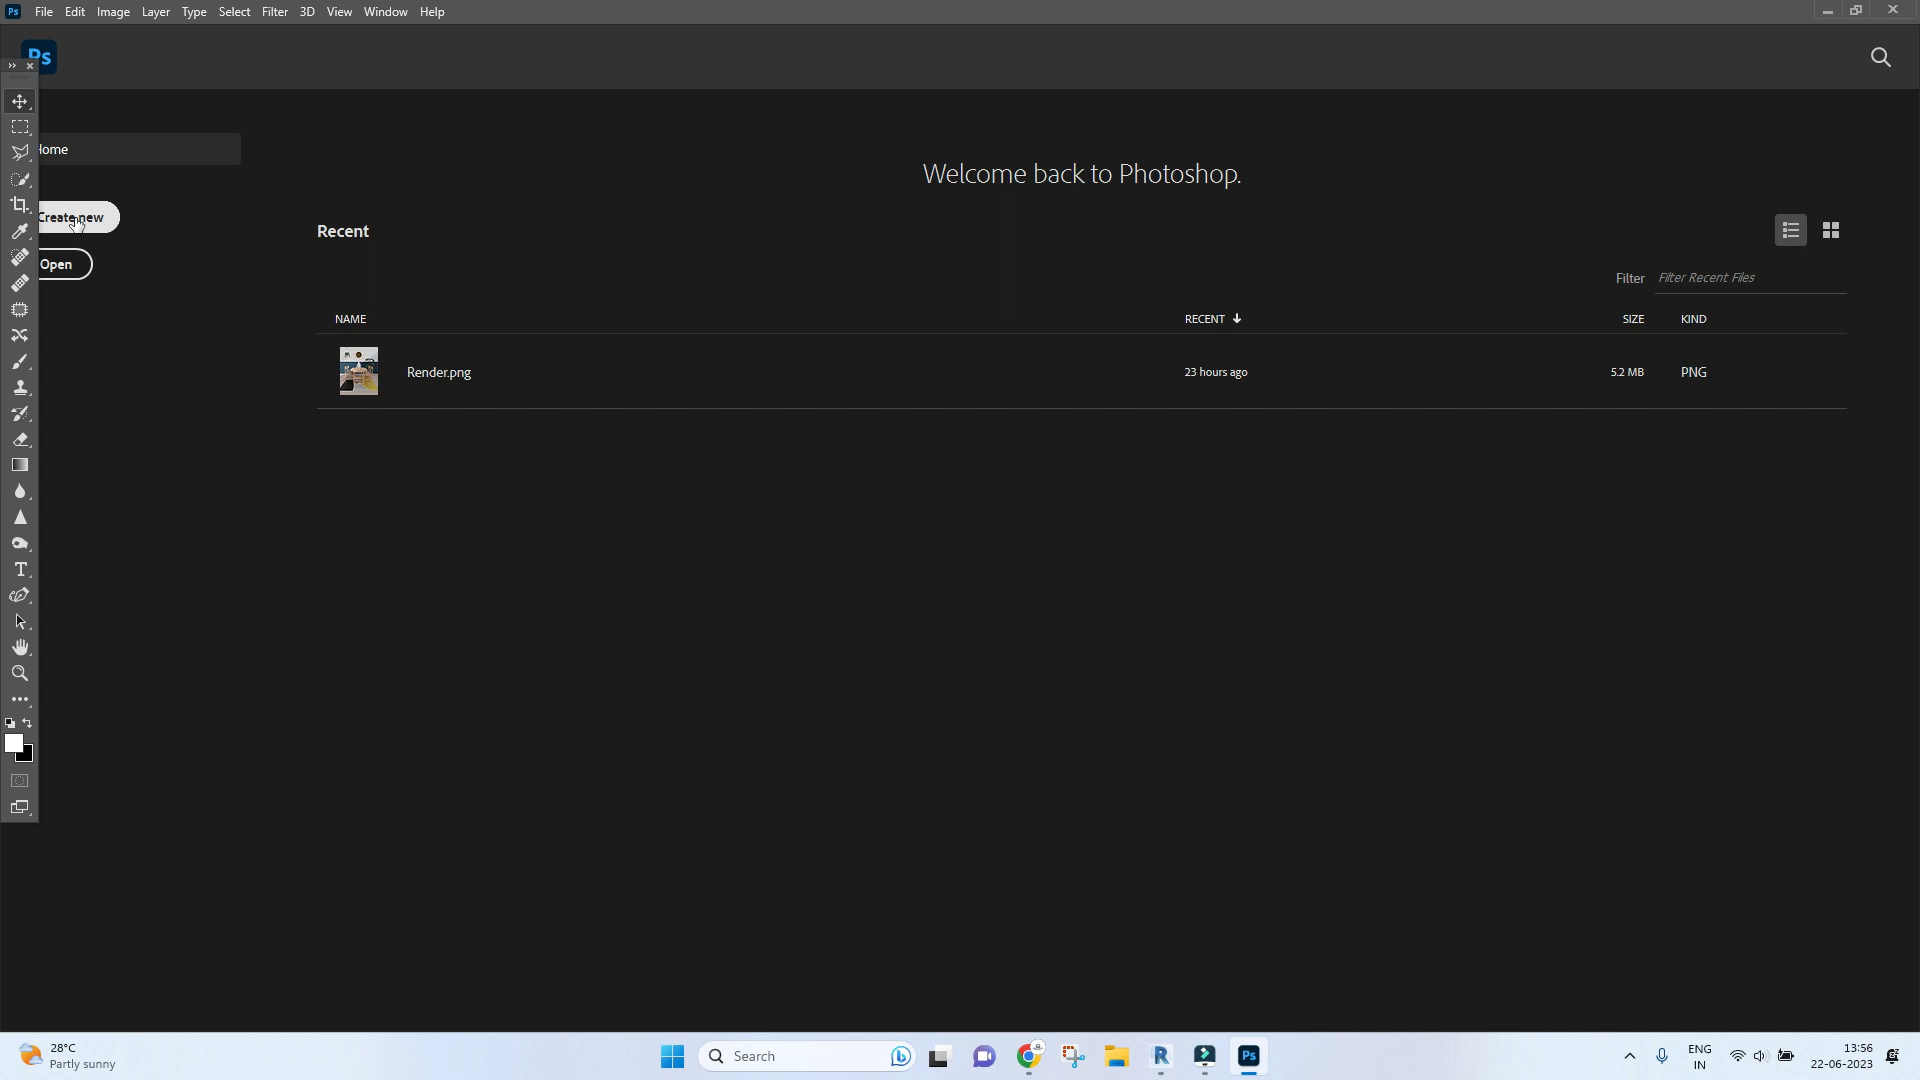 Ps File Edit Image Layer Type Select Filter 3D View Window Help
Ps
Home
Welcome back to Photoshop.
Create new
Recent
Open
Filter Filter Recent Files
NAME RECENT SIZE KIND
Render.png 23 hours ago 5.2 MB PNG
28°C
Partly sunny
Search
Ps
ENG
IN
13:56
22-06-2023